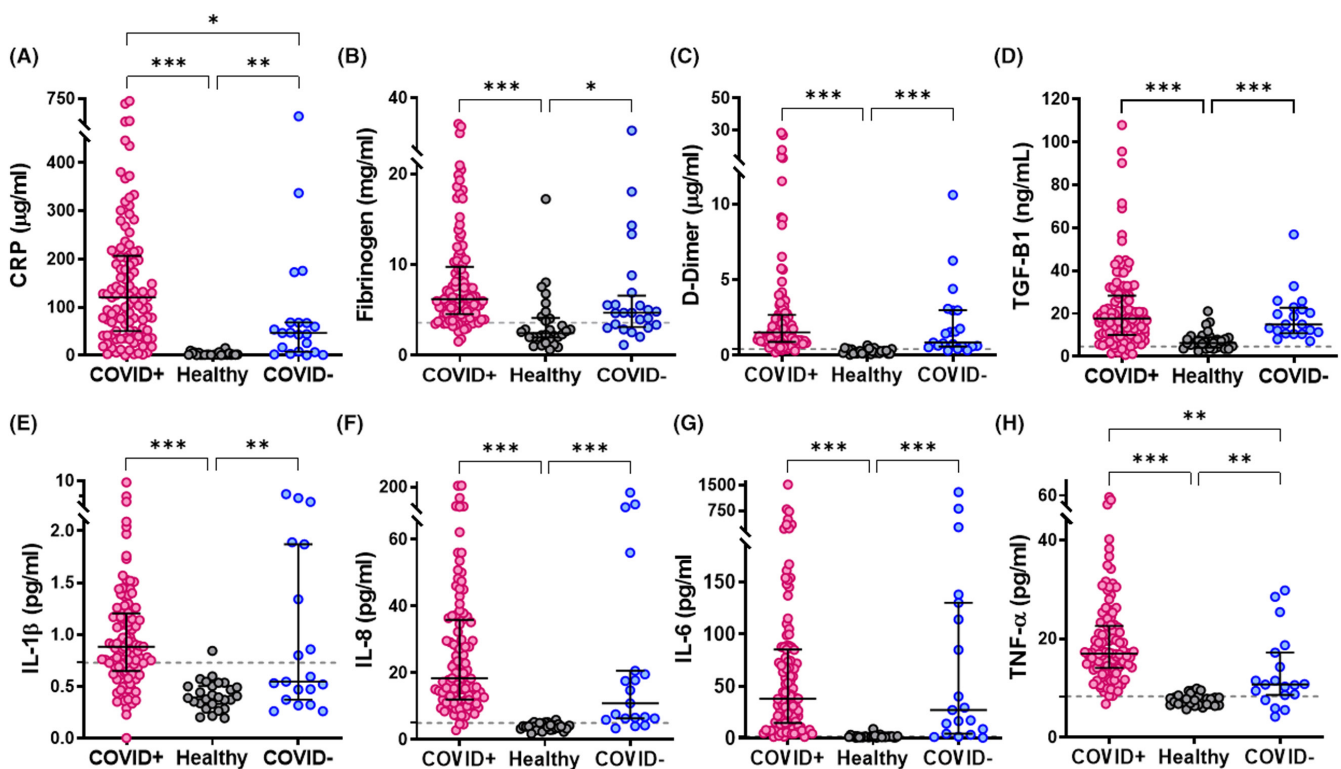 *
(A)
*** **
CRP (μg/ml)
750
400
300
200
100
0
COVID+ Healthy COVID-
(B)
*** *
Fibrinogen (mg/ml)
40
20
10
0
COVID+ Healthy COVID-
(C)
*** ***
D-Dimer (μg/ml)
50
30
10
5
0
COVID+ Healthy COVID-
(D)
*** ***
TGF-B1 (ng/mL)
120
100
80
60
40
20
0
COVID+ Healthy COVID-
(E)
*** **
IL-1β (pg/ml)
10
2.0
1.5
1.0
0.5
0.0
COVID+ Healthy COVID-
(F)
*** ***
IL-8 (pg/ml)
200
60
40
20
0
COVID+ Healthy COVID-
(G)
*** ***
IL-6 (pg/ml
1500
750
150
100
50
0
COVID+ Healthy COVID-
(H)
**
*** **
TNF-α (pg/ml)
60
40
20
0
COVID+ Healthy COVID-